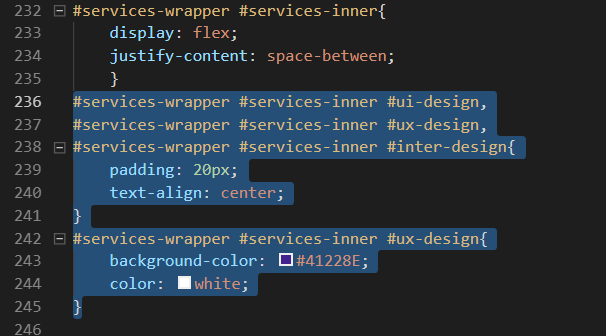 232 #services-wrapper #services-inner{
233 display: flex;
234 justify-content: space-between;
235 }
236 #services-wrapper #services-inner #ui-design,
237 #services-wrapper #services-inner #ux-design,
238 #services-wrapper #services-inner #inter-design{
239 padding: 20px;
240 text-align: center;
241 }
242 #services-wrapper #services-inner #ux-design{
243 background-color: #41228E;
244 color: white;
245 }
246